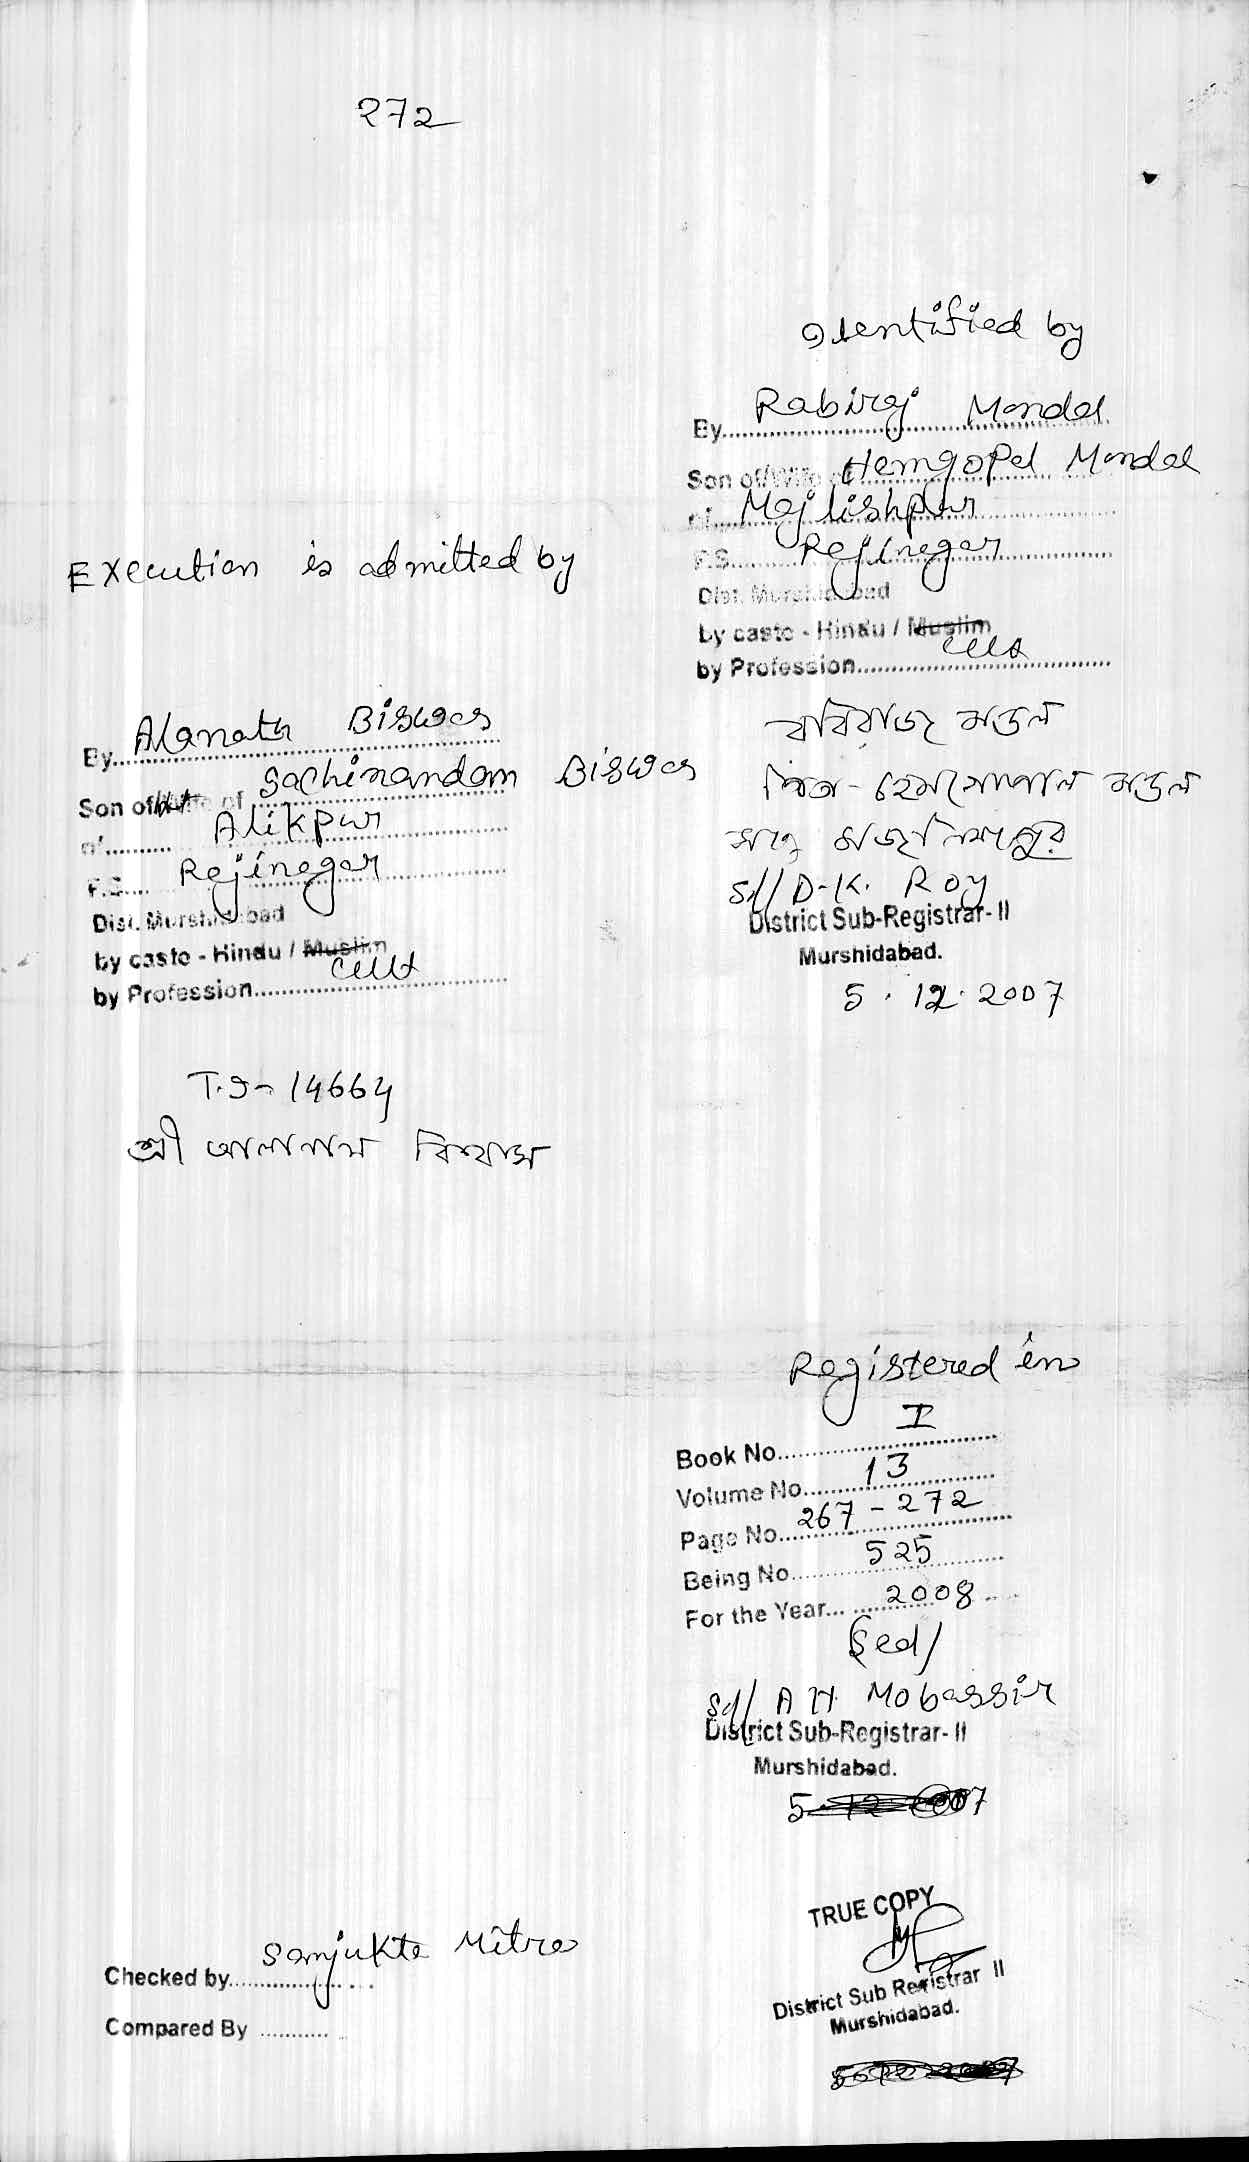 272
Identified by
By Rabiraj Mondal
Son of/Wife of Hemgopal Mondal
of Majlishpur
P.S. Rejinagar
Dist. Murshidabad
by caste - Hindu / Muslim
by Profession Cult
রবিরাজ মন্ডল
পিতা - হেমগোপাল মন্ডল
সাং মজলিসপুর
Sd/ D.K. Roy
District Sub-Registrar- II
Murshidabad.
5.12.2007
Execution is admitted by
By Alanath Biswas
Son of/Wife of Sachinandan Biswas
of Alikpur
Rejinagar
Dist. Murshidabad
by caste - Hindu / Muslim
by Profession Cult
T.I- 14664
শ্রী আলানাথ বিশ্বাস
Registered in
Book No. I
Volume No. 13
Page No. 267 - 272
Being No. 525
For the Year 2008
Sd/ A H Mobassir
District Sub-Registrar- II
Murshidabad.
5.12.2007
TRUE COPY
District Sub Registrar II
Murshidabad.
Checked by Sanjukta Mitra
Compared By